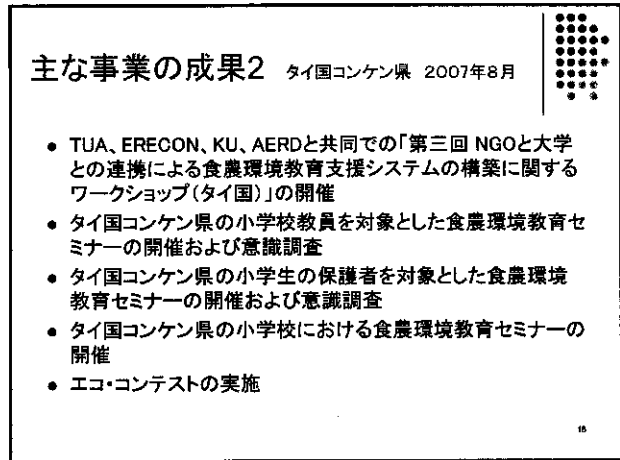 主な事業の成果2 タイ国コンケン県 2007年8月
● TUA、ERECON、KU、AERDと共同での「第三回 NGOと大学
との連携による食農環境教育支援システムの構築に関する
ワークショップ(タイ国)」の開催
● タイ国コンケン県の小学校教員を対象とした食農環境教育セ
ミナーの開催および意識調査
● タイ国コンケン県の小学生の保護者を対象とした食農環境
教育セミナーの開催および意識調査
● タイ国コンケン県の小学校における食農環境教育セミナーの
開催
● エコ・コンテストの実施